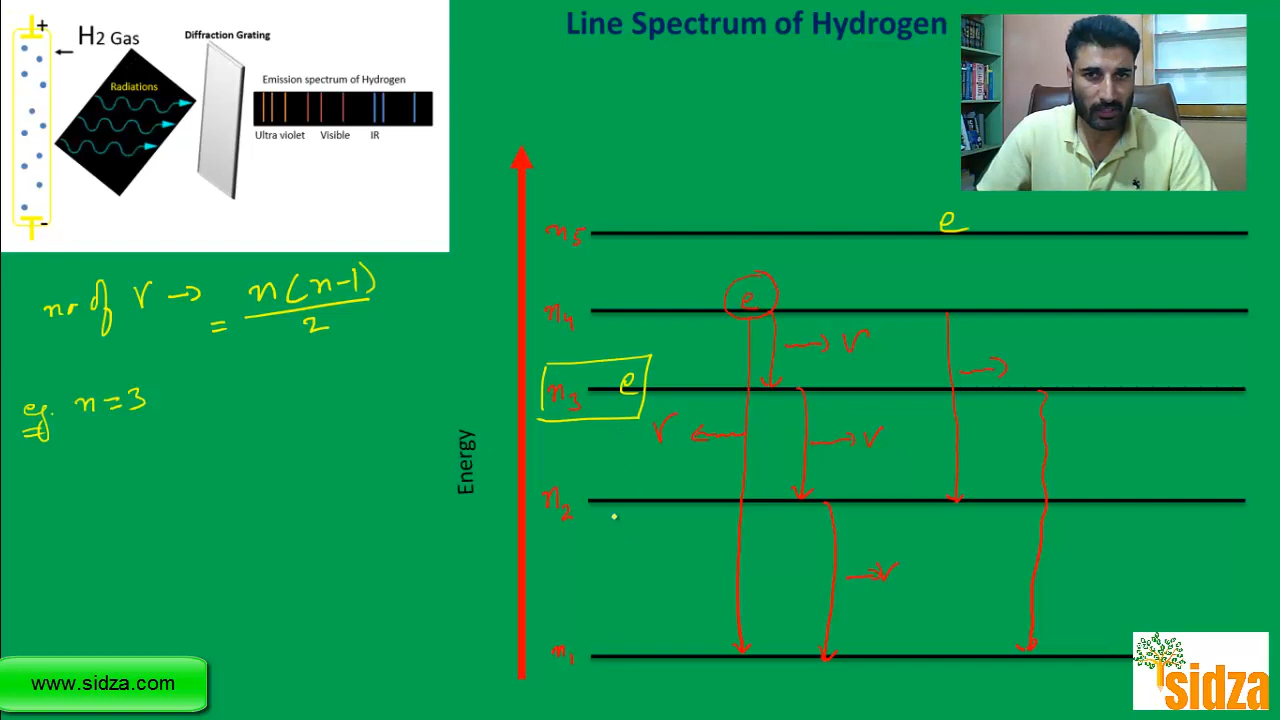 Line Spectrum of Hydrogen
+
H2 Gas
Diffraction Grating
Radiations
Emission spectrum of Hydrogen
Ultra violet Visible IR
-
no of r → = n(n-1) / 2
eg. n = 3
Energy
n5 e
n4 e
→ r
n3 e
r ← → r
n2
→ r
n1
www.sidza.com
sidza